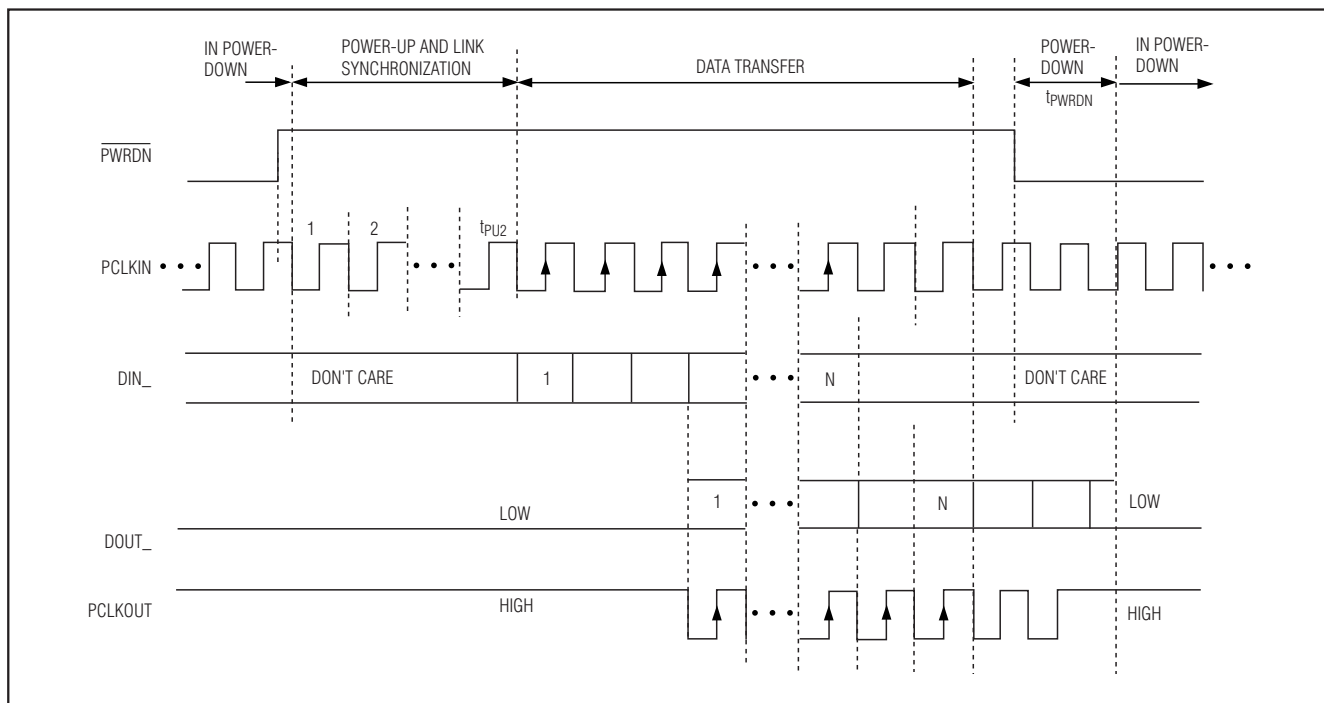 IN POWER-
DOWN
POWER-UP AND LINK
SYNCHRONIZATION
DATA TRANSFER
POWER-
DOWN
tPWRDN
IN POWER-
DOWN
PWRDN
1
2
tPU2
PCLKIN
DIN_
DON'T CARE
1
N
DON'T CARE
DOUT_
LOW
1
N
LOW
PCLKOUT
HIGH
HIGH